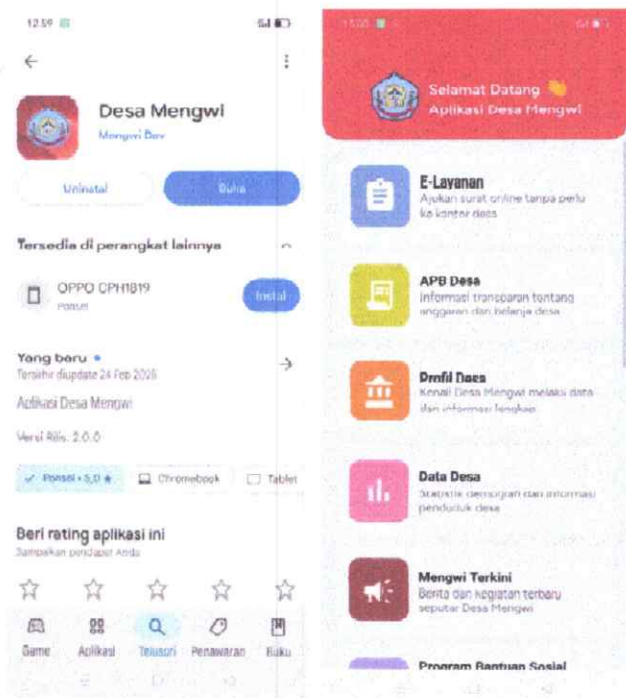 12.59
Desa Mengwi
Mengwi Dev
Uninstal
Buka
Tersedia di perangkat lainnya
OPPO CPH1819
Ponsel
Instal
Yang baru
Terakhir diupdate 24 Feb 2026
Aplikasi Desa Mengwi
Versi Rilis. 2.0.0
Ponsel • 5,0 ★
Chromebook
Tablet
Beri rating aplikasi ini
Sampaikan pendapat Anda
Game
Aplikasi
Telusuri
Penawaran
Buku
Selamat Datang 👋
Aplikasi Desa Mengwi
E-Layanan
Ajukan surat online tanpa perlu
ke kantor desa
APB Desa
Informasi transparan tentang
anggaran dan belanja desa
Profil Desa
Kenali Desa Mengwi melalui data
dan informasi lengkap
Data Desa
Statistik demografi dan informasi
penduduk desa
Mengwi Terkini
Berita dan kegiatan terbaru
seputar Desa Mengwi
Program Bantuan Sosial